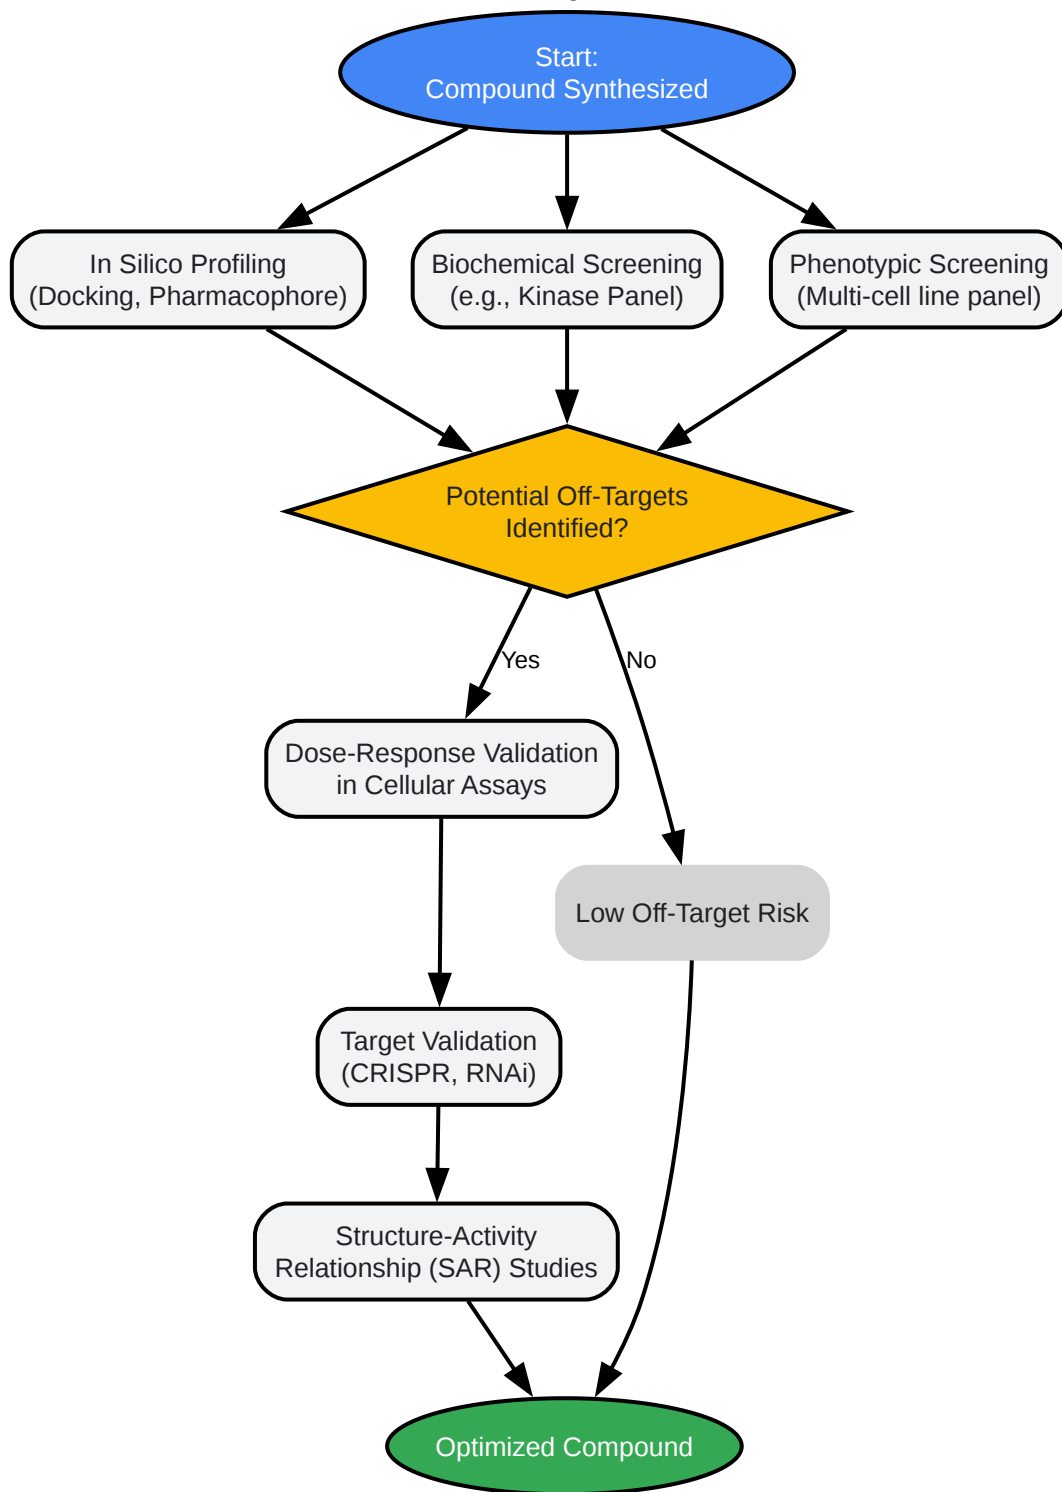 Start:
Compound Synthesized
In Silico Profiling
(Docking, Pharmacophore)
Biochemical Screening
(e.g., Kinase Panel)
Phenotypic Screening
(Multi-cell line panel)
Potential Off-Targets
Identified?
Yes
No
Dose-Response Validation
in Cellular Assays
Low Off-Target Risk
Target Validation
(CRISPR, RNAi)
Structure-Activity
Relationship (SAR) Studies
Optimized Compound